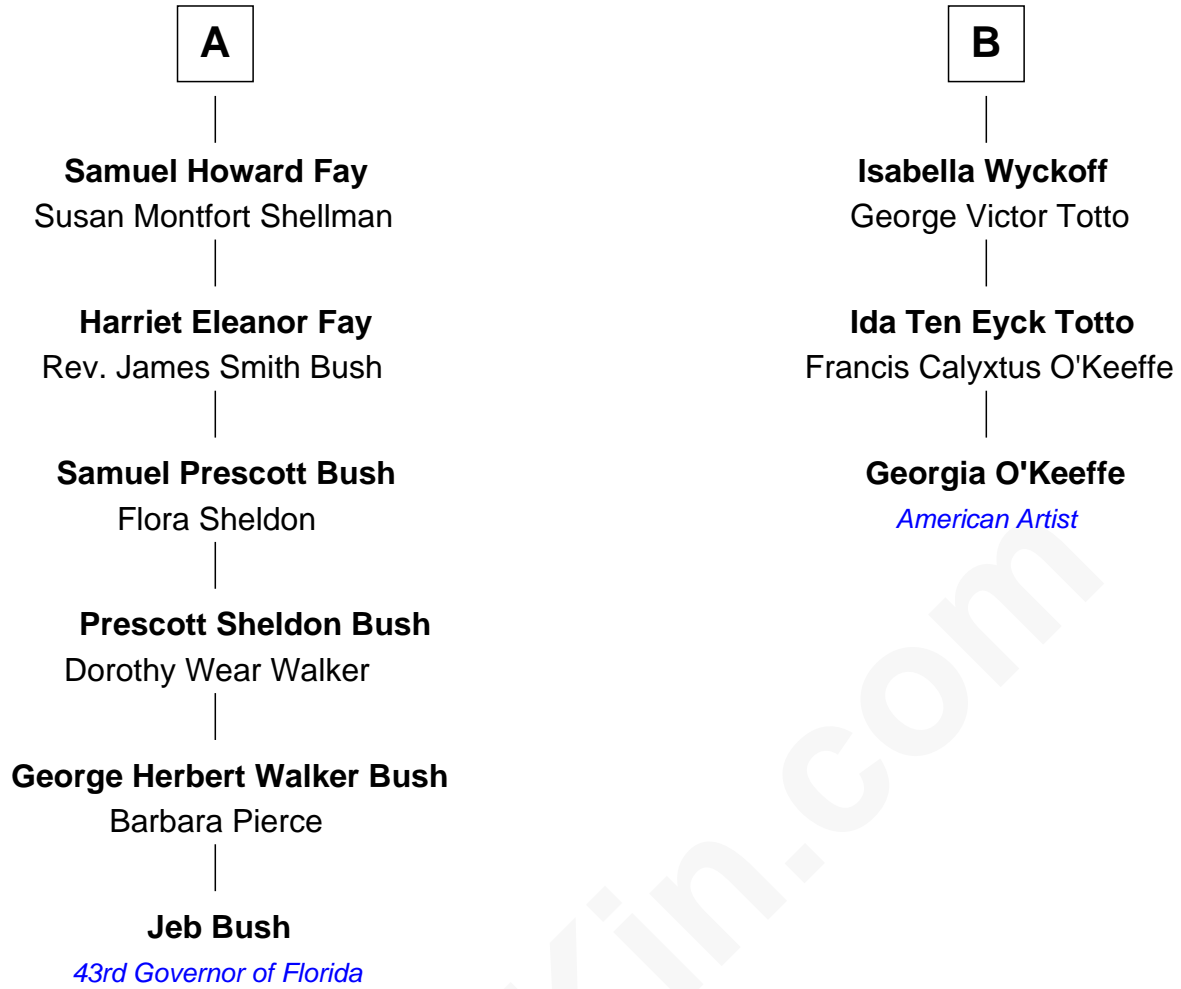 A
Samuel Howard Fay
Susan Montfort Shellman
Harriet Eleanor Fay
Rev. James Smith Bush
Samuel Prescott Bush
Flora Sheldon
Prescott Sheldon Bush
Dorothy Wear Walker
George Herbert Walker Bush
Barbara Pierce
Jeb Bush
43rd Governor of Florida
B
Isabella Wyckoff
George Victor Totto
Ida Ten Eyck Totto
Francis Calyxtus O'Keeffe
Georgia O'Keeffe
American Artist